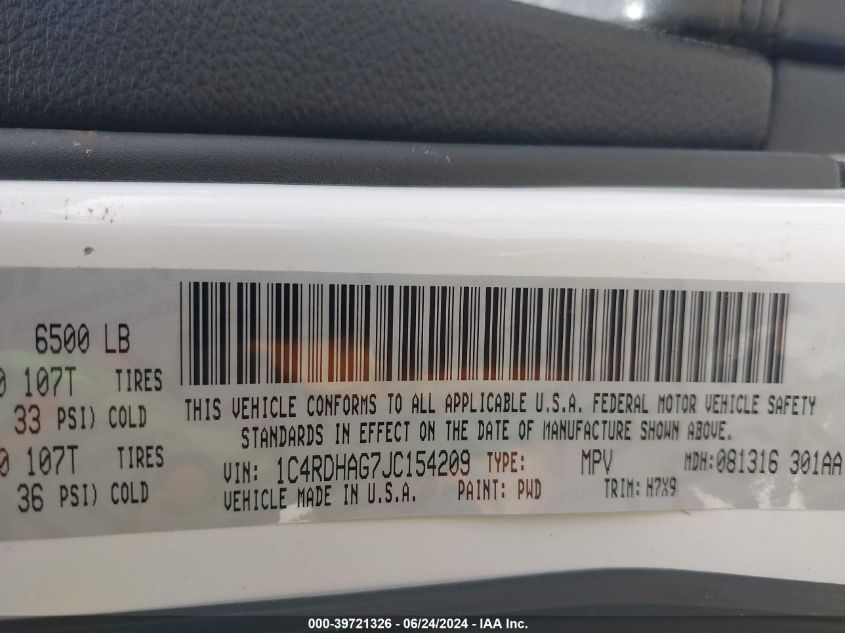 6500 LB
0 107T TIRES
33 PSI) COLD
0 107T TIRES
36 PSI) COLD
THIS VEHICLE CONFORMS TO ALL APPLICABLE U.S.A. FEDERAL MOTOR VEHICLE SAFETY
STANDARDS IN EFFECT ON THE DATE OF MANUFACTURE SHOWN ABOVE.
VIN: 1C4RDHAG7JC154209 TYPE: MPV MDH:081316 301AA
VEHICLE MADE IN U.S.A. PAINT: PWD TRIM: H7X9
000-39721326 - 06/24/2024 - IAA Inc.